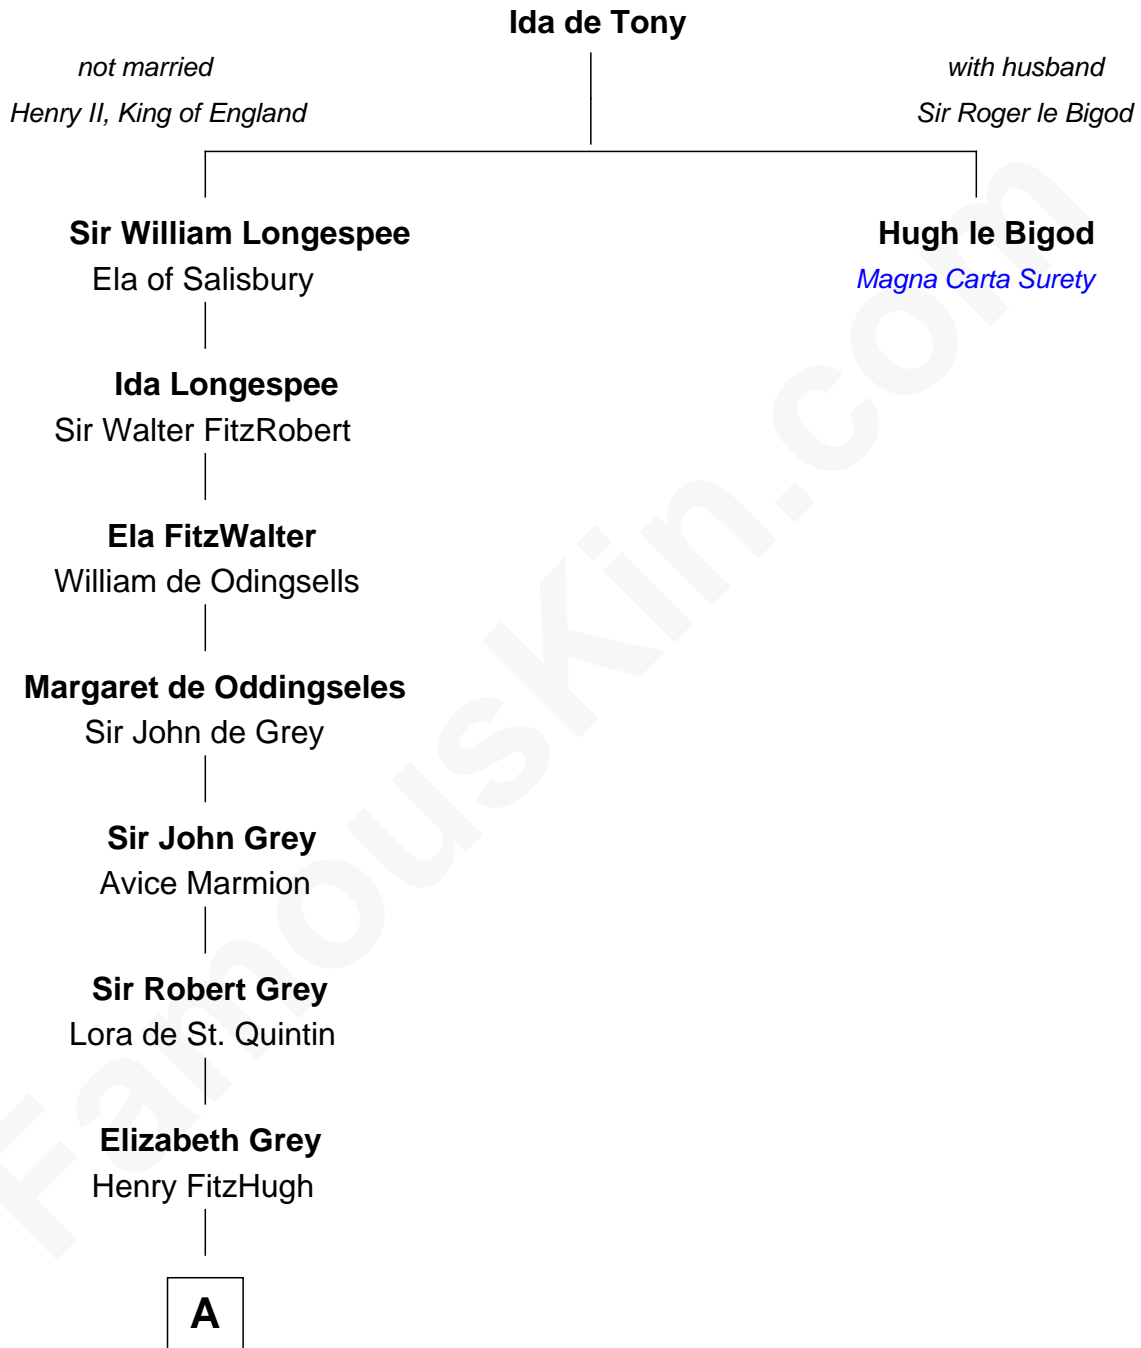 Ida de Tony
not married
Henry II, King of England
with husband
Sir Roger le Bigod
Sir William Longespee
Ela of Salisbury
Hugh le Bigod
Magna Carta Surety
Ida Longespee
Sir Walter FitzRobert
Ela FitzWalter
William de Odingsells
Margaret de Oddingseles
Sir John de Grey
Sir John Grey
Avice Marmion
Sir Robert Grey
Lora de St. Quintin
Elizabeth Grey
Henry FitzHugh
A
FamousKin.com